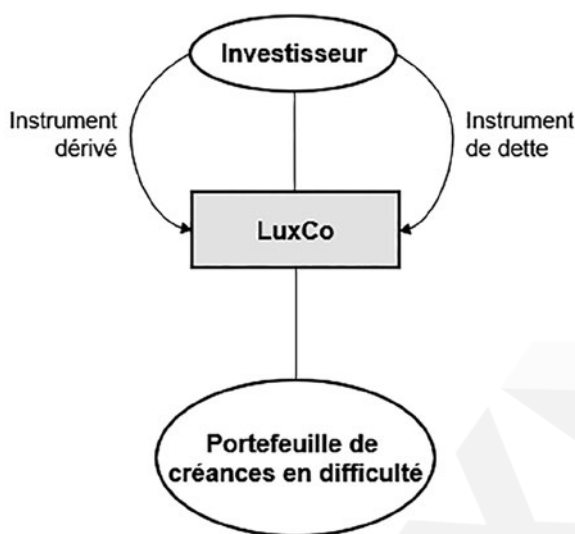 Investisseur
Instrument
dérivé
Instrument
de dette
LuxCo
Portefeuille de
créances en difficulté